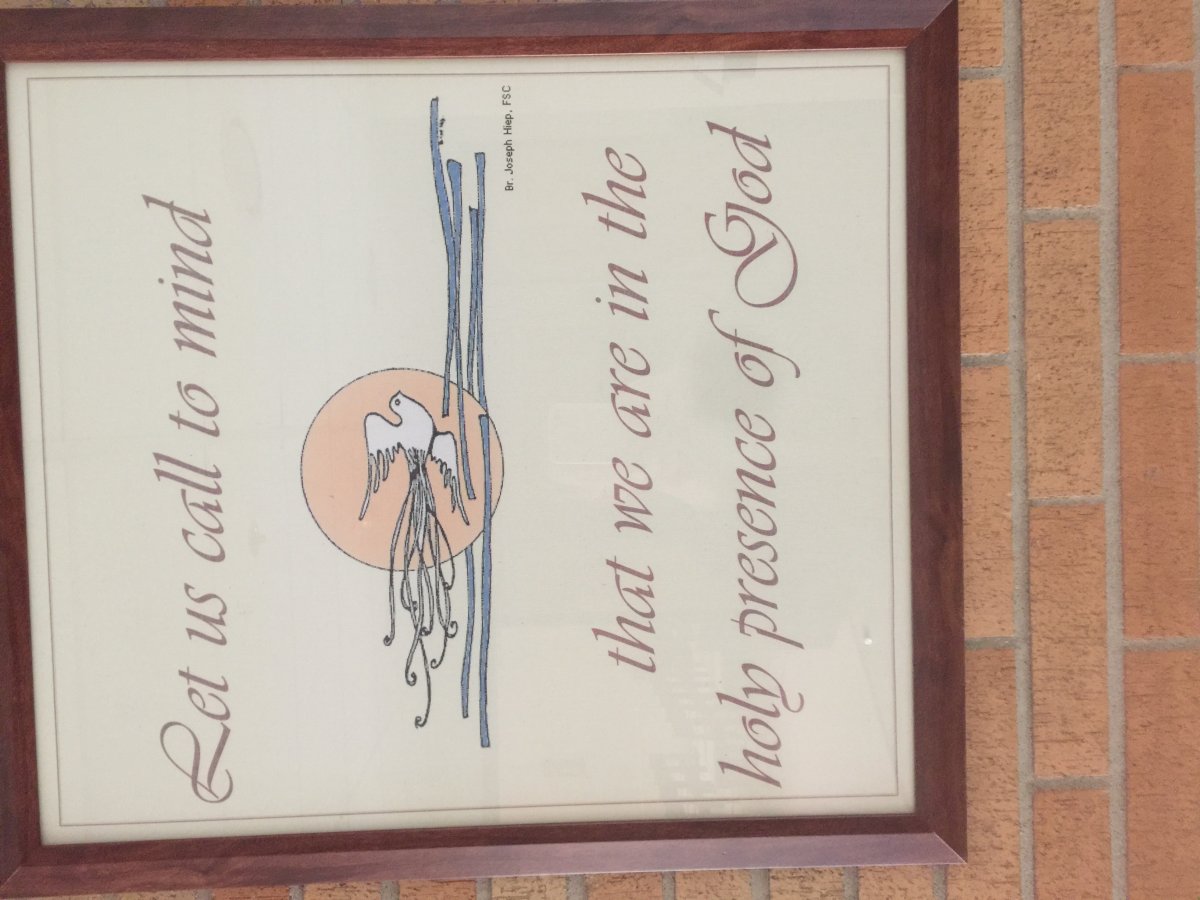 Let us call to mind
Br. Joseph Hiep, FSC
that we are in the
holy presence of God